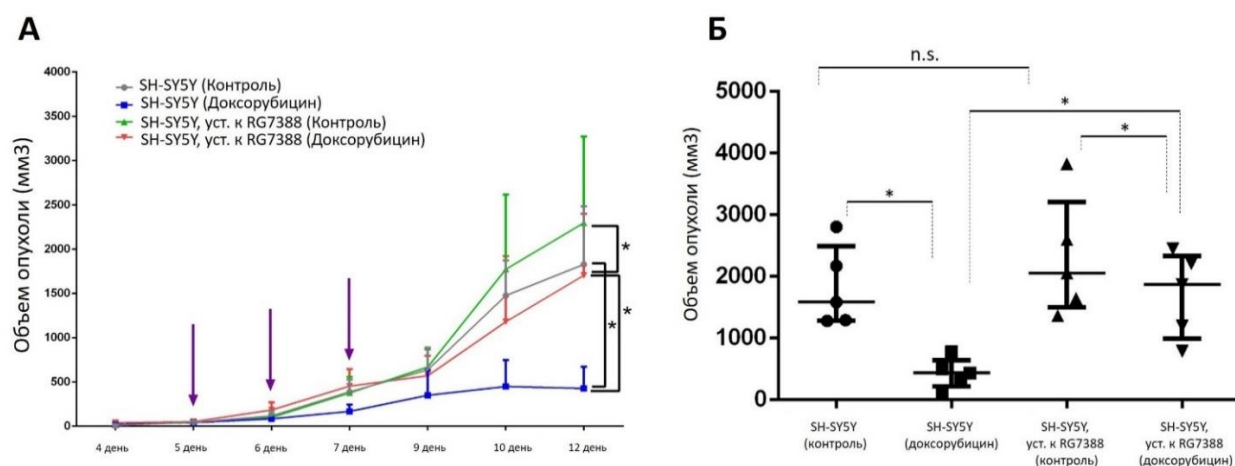 А
Объем опухоли (мм3)
4000
3500
3000
2500
2000
1500
1000
500
0
SH-SY5Y (Контроль)
SH-SY5Y (Доксорубицин)
SH-SY5Y, уст. к RG7388 (Контроль)
SH-SY5Y, уст. к RG7388 (Доксорубицин)
*
*
*
4 день
5 день
6 день
7 день
9 день
10 день
12 день
Б
Объем опухоли (мм3)
n.s.
*
*
*
5000
4000
3000
2000
1000
0
SH-SY5Y
(контроль)
SH-SY5Y
(доксорубицин)
SH-SY5Y,
уст. к RG7388
(контроль)
SH-SY5Y,
уст. к RG7388
(доксорубицин)